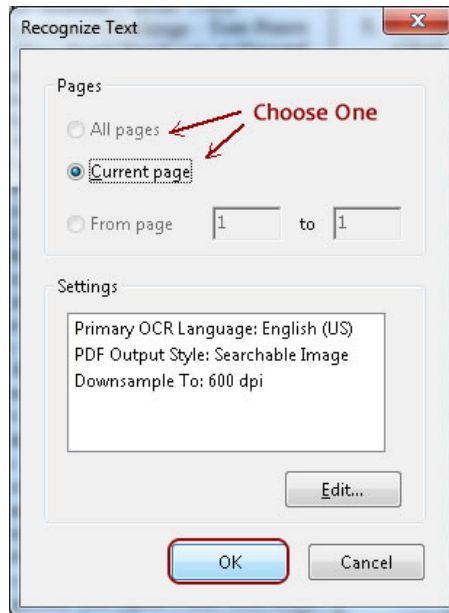 Recognize Text
Pages
All pages
Choose One
Current page
From page 1 to 1
Settings
Primary OCR Language: English (US)
PDF Output Style: Searchable Image
Downsample To: 600 dpi
Edit...
OK Cancel